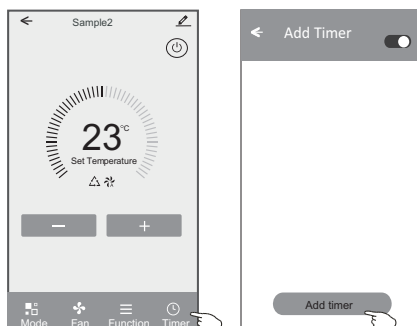 Sample2
23°C
Set Temperature
Mode Fan Function Timer
Add Timer
Add timer